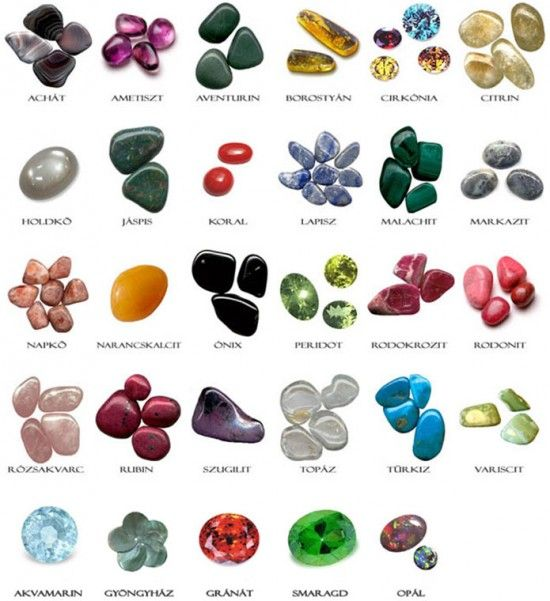 ACHÁT
AMETISZT
AVENTURIN
BOROSTYÁN
CIRKÓNIA
CITRIN
HOLDKŐ
JÁSPIS
KORAL
LAPISZ
MALACHIT
MARKAZIT
NAPKŐ
NARANCSKALCIT
ÓNIX
PERIDOT
RODOKROZIT
RODONIT
RÓZSAKVARC
RUBIN
SZUGILIT
TOPÁZ
TÜRKIZ
VARISCIT
AKVAMARIN
GYÖNGYHÁZ
GRÁNÁT
SMARAGD
OPÁL